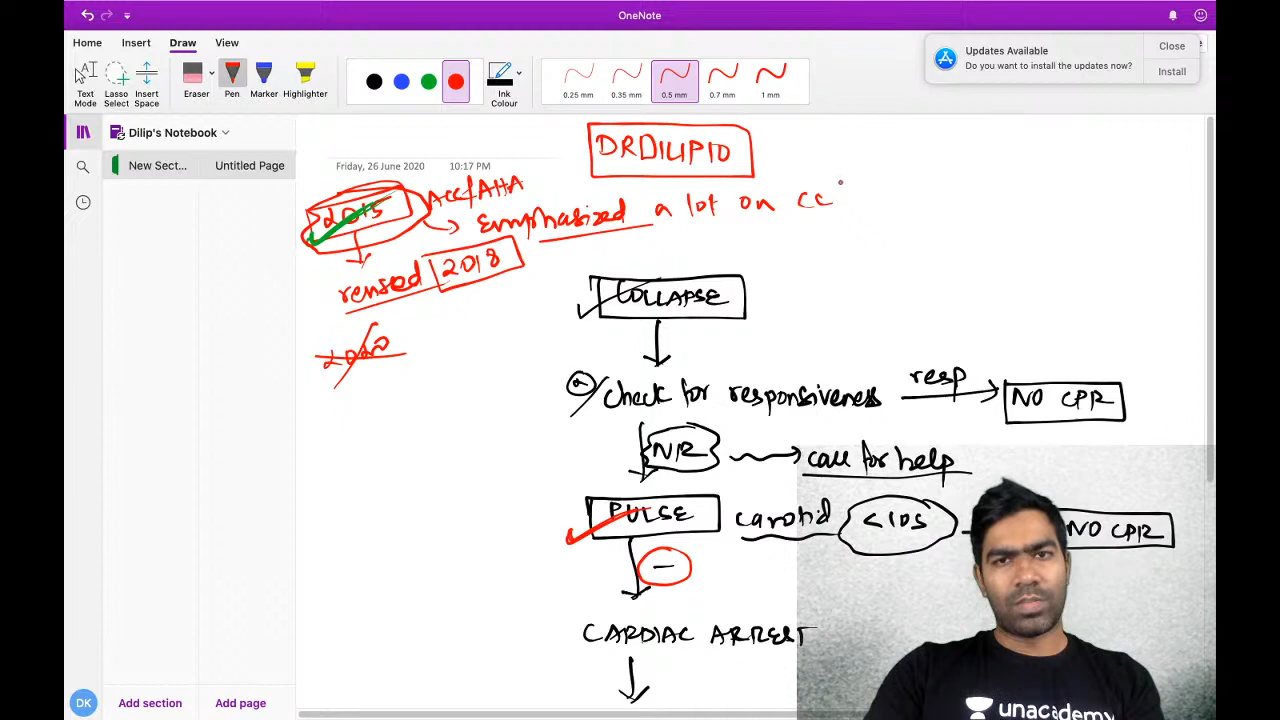 OneNote
Home Insert Draw View
Updates Available
Do you want to install the updates now?
Close
Install
Text Mode
Lasso Select
Insert Space
Eraser
Pen
Marker
Highlighter
Ink Colour
0.25 mm
0.35 mm
0.5 mm
0.7 mm
1 mm
Dilip's Notebook
New Sect...
Untitled Page
Friday, 26 June 2020 10:17 PM
DRDILIP10
2015 ACC/AHA
Emphasized a lot on CC
revised 2018
2020
COLLAPSE
a/ check for responsiveness resp NO CPR
NR call for help
PULSE carotid <10s NO CPR
−
CARDIAC ARREST
unacademy
DK
Add section
Add page